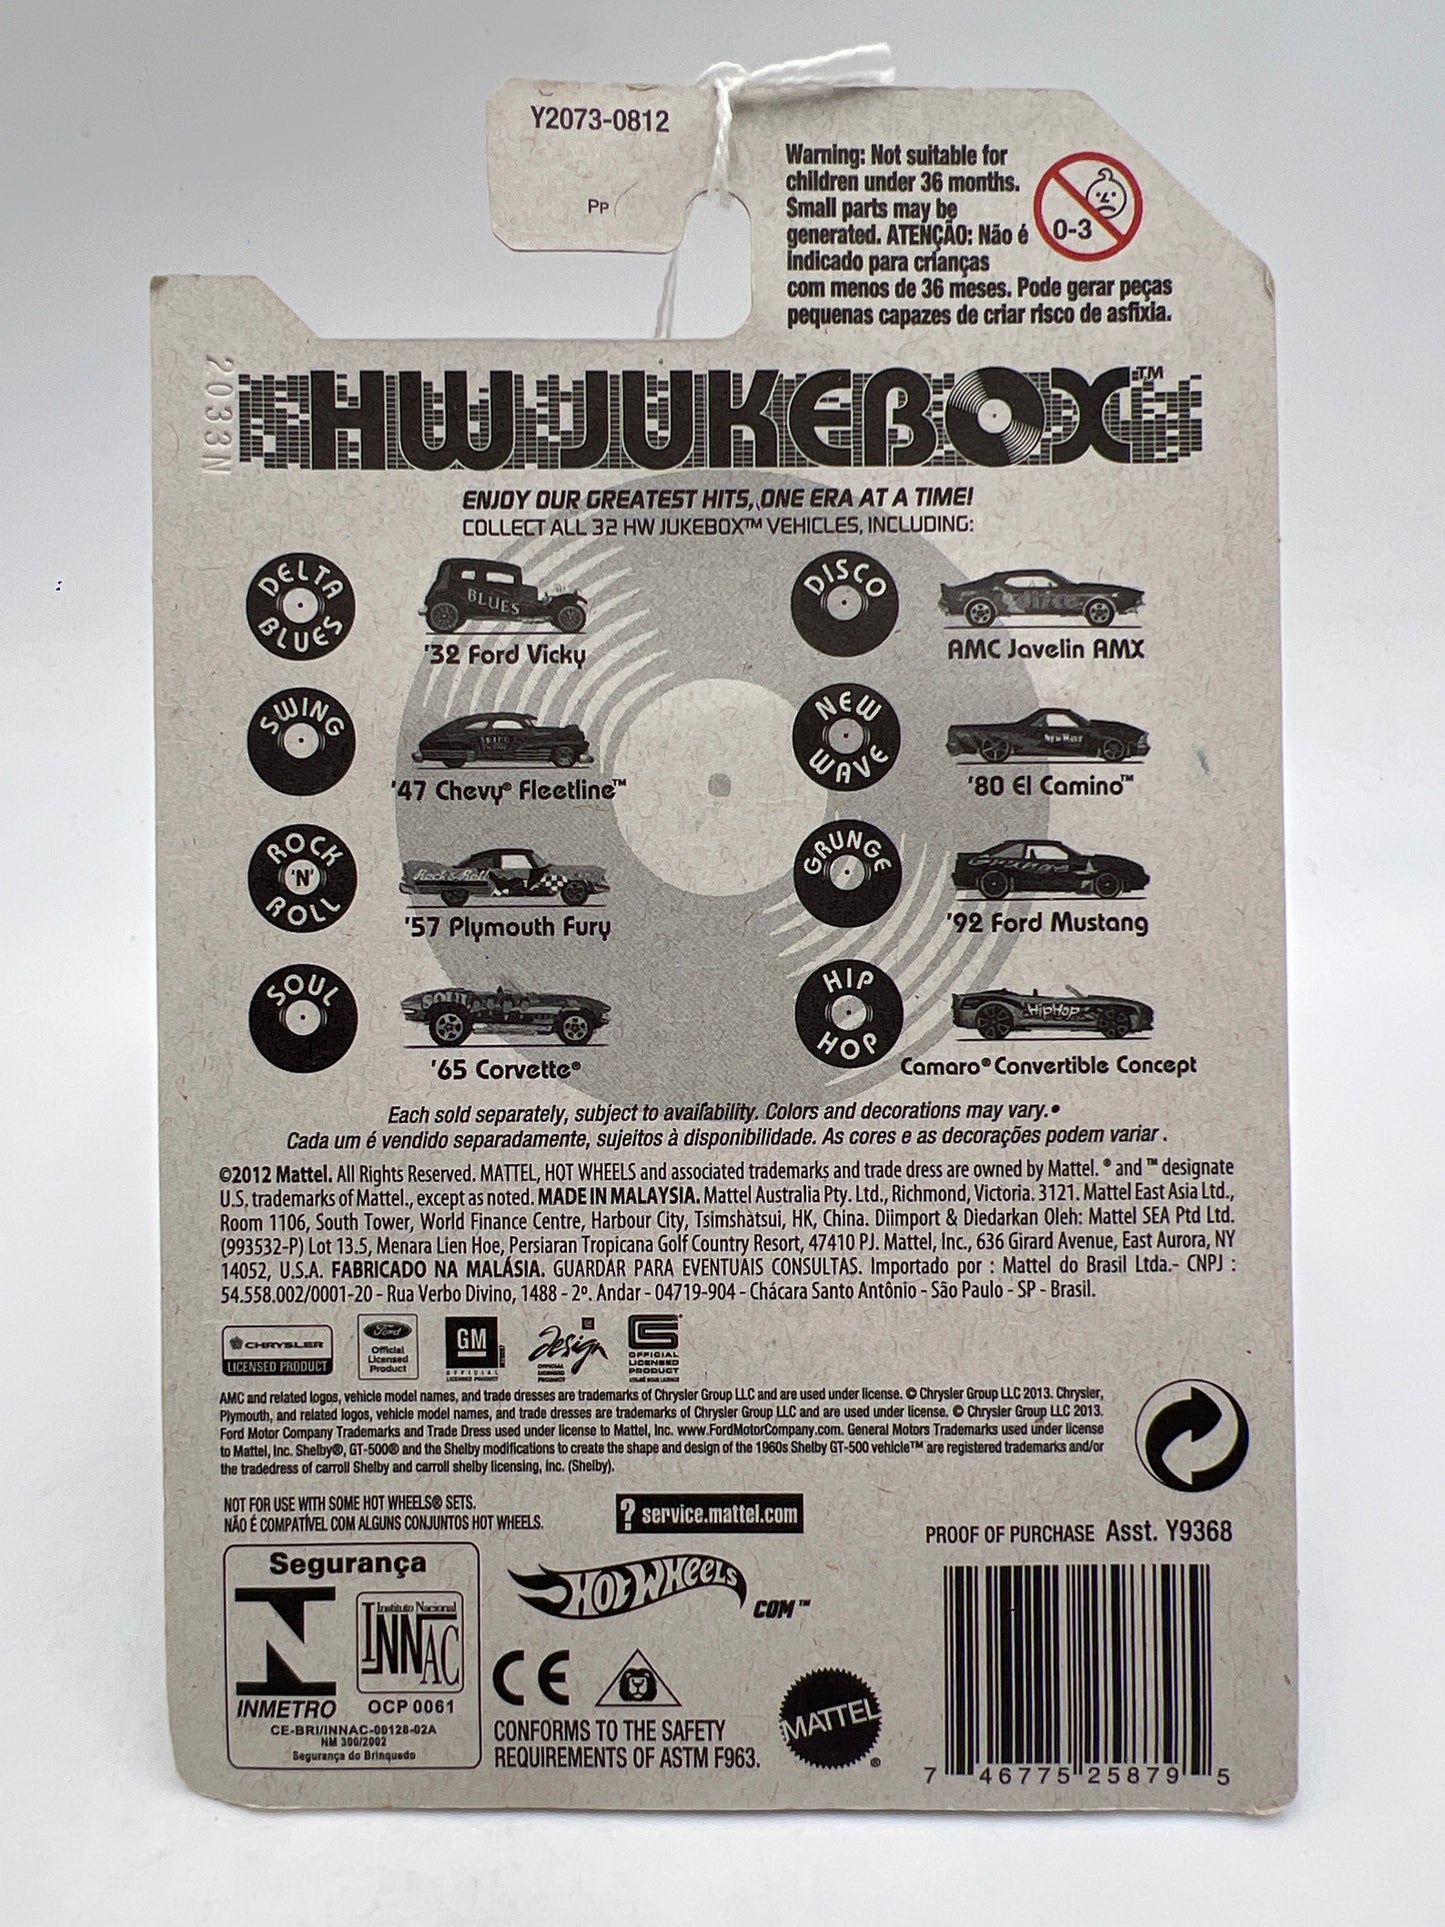 Y2073-0812
PP
Warning: Not suitable for
children under 36 months.
Small parts may be
generated. ATENÇÃO: Não é
indicado para crianças
com menos de 36 meses. Pode gerar peças
pequenas capazes de criar risco de asfixia.
0-3
2033N
HW JUKEBOX™
ENJOY OUR GREATEST HITS, ONE ERA AT A TIME!
COLLECT ALL 32 HW JUKEBOX™ VEHICLES, INCLUDING:
DELTA BLUES
BLUES
'32 Ford Vicky
DISCO
AMC Javelin AMX
SWING
'47 Chevy® Fleetline™
NEW WAVE
New Wave
'80 El Camino™
ROCK 'N' ROLL
Rock & Roll
'57 Plymouth Fury
GRUNGE
Grunge
'92 Ford Mustang
SOUL
SOUL
'65 Corvette®
HIP HOP
HipHop
Camaro® Convertible Concept
Each sold separately, subject to availability. Colors and decorations may vary.•
Cada um é vendido separadamente, sujeitos à disponibilidade. As cores e as decorações podem variar.
©2012 Mattel. All Rights Reserved. MATTEL, HOT WHEELS and associated trademarks and trade dress are owned by Mattel. ® and ™ designate
U.S. trademarks of Mattel., except as noted. MADE IN MALAYSIA. Mattel Australia Pty. Ltd., Richmond, Victoria. 3121. Mattel East Asia Ltd.,
Room 1106, South Tower, World Finance Centre, Harbour City, Tsimshatsui, HK, China. Diimport & Diedarkan Oleh: Mattel SEA Ptd Ltd.
(993532-P) Lot 13.5, Menara Lien Hoe, Persiaran Tropicana Golf Country Resort, 47410 PJ. Mattel, Inc., 636 Girard Avenue, East Aurora, NY
14052, U.S.A. FABRICADO NA MALÁSIA. GUARDAR PARA EVENTUAIS CONSULTAS. Importado por : Mattel do Brasil Ltda.- CNPJ :
54.558.002/0001-20 - Rua Verbo Divino, 1488 - 2º. Andar - 04719-904 - Chácara Santo Antônio - São Paulo - SP - Brasil.
CHRYSLER
LICENSED PRODUCT
Ford
Official
Licensed
Product
GM
OFFICIAL
LICENSED PRODUCT
Design
OFFICIAL
LICENSED
PRODUCT
OFFICIAL
LICENSED
PRODUCT
AMC and related logos, vehicle model names, and trade dresses are trademarks of Chrysler Group LLC and are used under license. © Chrysler Group LLC 2013. Chrysler,
Plymouth, and related logos, vehicle model names, and trade dresses are trademarks of Chrysler Group LLC and are used under license. © Chrysler Group LLC 2013.
Ford Motor Company Trademarks and Trade Dress used under license to Mattel, Inc. www.FordMotorCompany.com. General Motors Trademarks used under license
to Mattel, Inc. Shelby®, GT-500® and the Shelby modifications to create the shape and design of the 1960s Shelby GT-500 vehicle™ are registered trademarks and/or
the tradedress of carroll Shelby and carroll shelby licensing, Inc. (Shelby).
NOT FOR USE WITH SOME HOT WHEELS® SETS.
NÃO É COMPATÍVEL COM ALGUNS CONJUNTOS HOT WHEELS.
? service.mattel.com
PROOF OF PURCHASE Asst. Y9368
Segurança
Instituto Nacional
INNAC
INMETRO
OCP 0061
CE-BRI/INNAC-00128-02A
NM 300/2002
Segurança do Brinquedo
HOT WHEELS
.COM™
CE
CONFORMS TO THE SAFETY
REQUIREMENTS OF ASTM F963.
MATTEL®
7 46775 25879 5